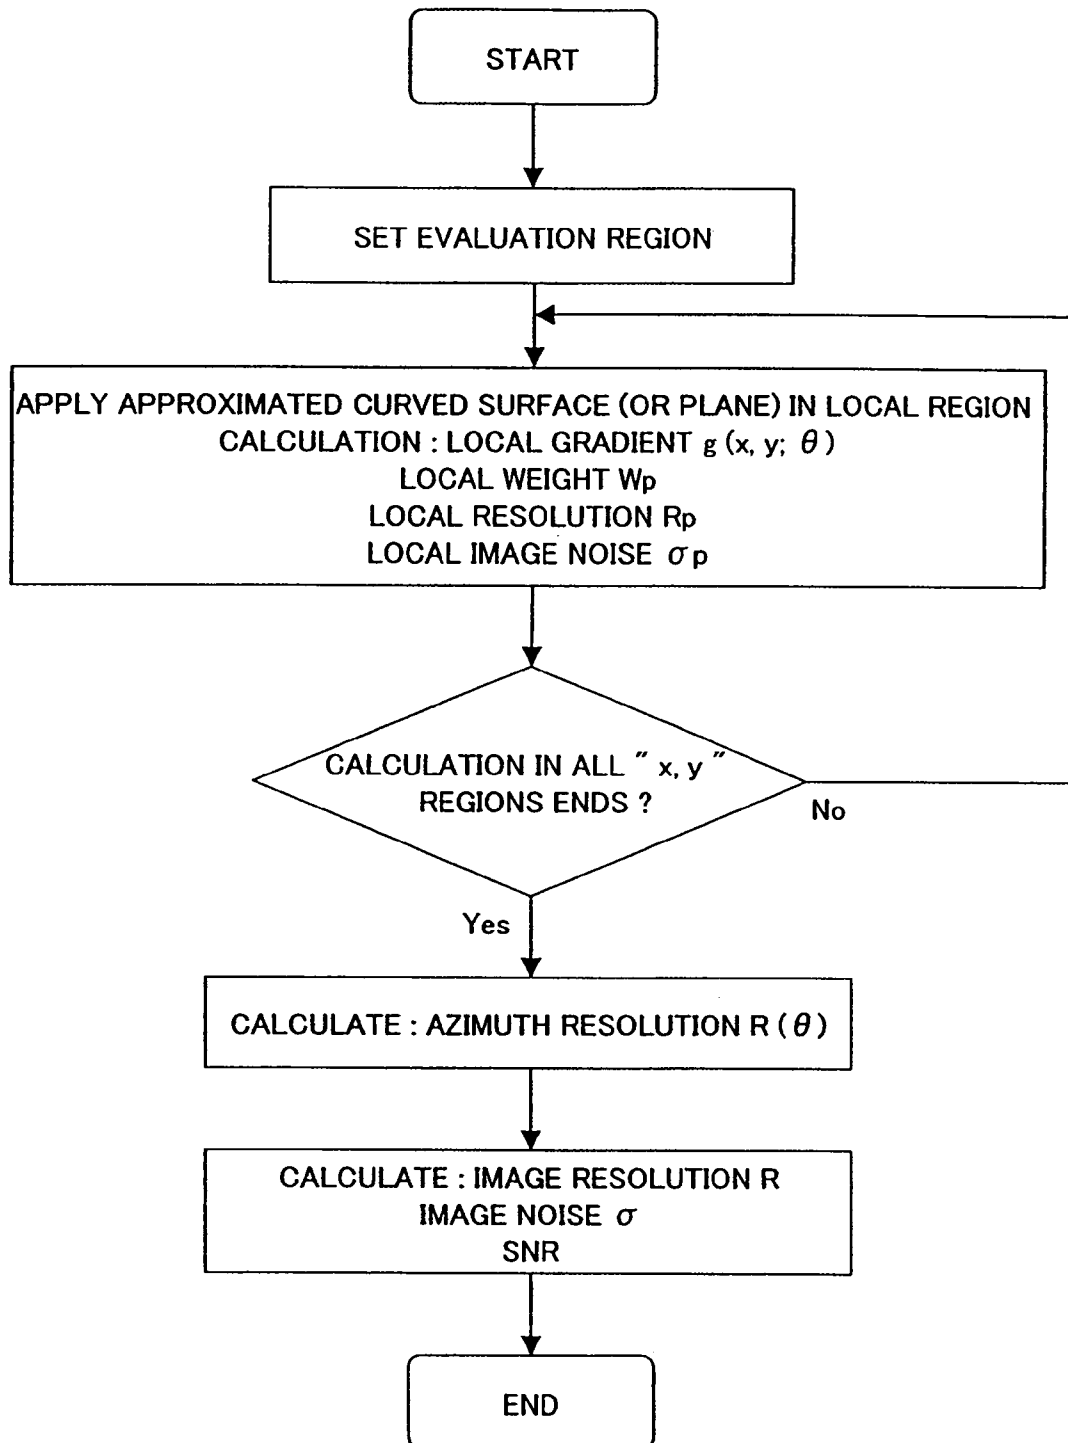 START
SET EVALUATION REGION
APPLY APPROXIMATED CURVED SURFACE (OR PLANE) IN LOCAL REGION
CALCULATION : LOCAL GRADIENT g (x, y; θ)
LOCAL WEIGHT Wp
LOCAL RESOLUTION Rp
LOCAL IMAGE NOISE σp
CALCULATION IN ALL ″ x, y ″
REGIONS ENDS ?
No
Yes
CALCULATE : AZIMUTH RESOLUTION R (θ)
CALCULATE : IMAGE RESOLUTION R
IMAGE NOISE σ
SNR
END